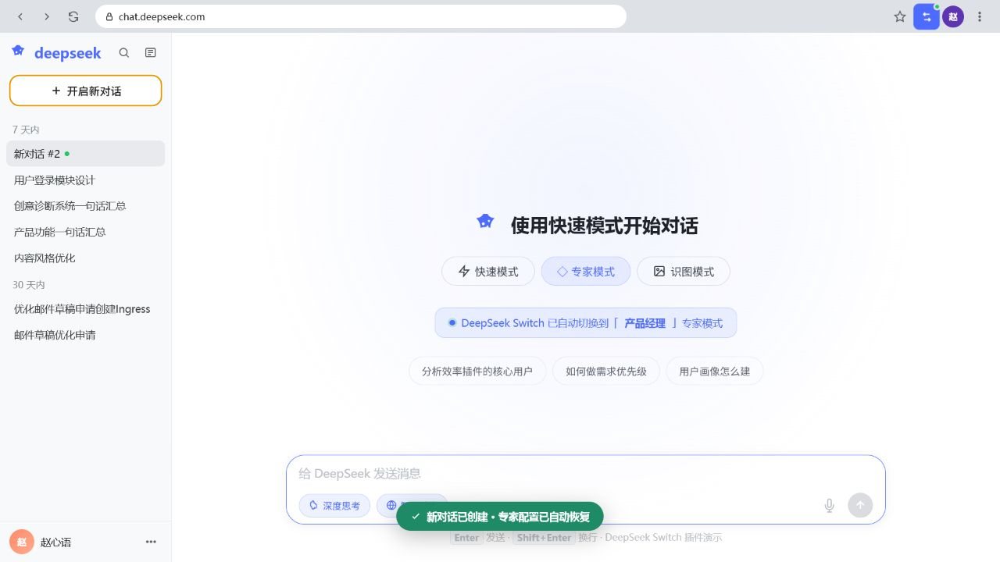 chat.deepseek.com
赵
deepseek
开启新对话
7 天内
新对话 #2
用户登录模块设计
创意诊断系统一句话汇总
产品功能一句话汇总
内容风格优化
30 天内
优化邮件草稿申请创建Ingress
邮件草稿优化申请
赵 赵心语
使用快速模式开始对话
快速模式 专家模式 识图模式
DeepSeek Switch 已自动切换到「 产品经理 」专家模式
分析效率插件的核心用户 如何做需求优先级 用户画像怎么建
给 DeepSeek 发送消息
深度思考
新对话已创建 • 专家配置已自动恢复
Enter 发送 · Shift+Enter 换行 · DeepSeek Switch 插件演示